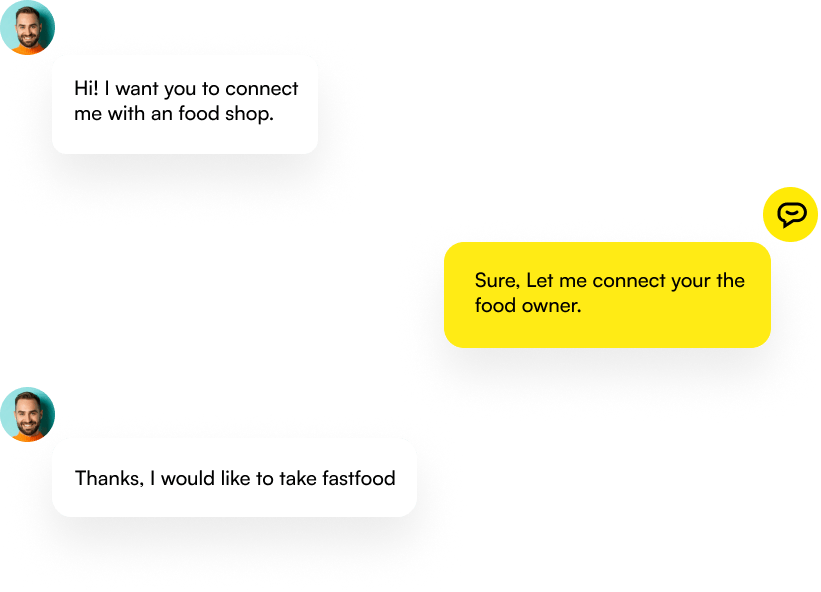 Hi! I want you to connect
me with an food shop.
Sure, Let me connect your the
food owner.
Thanks, I would like to take fastfood